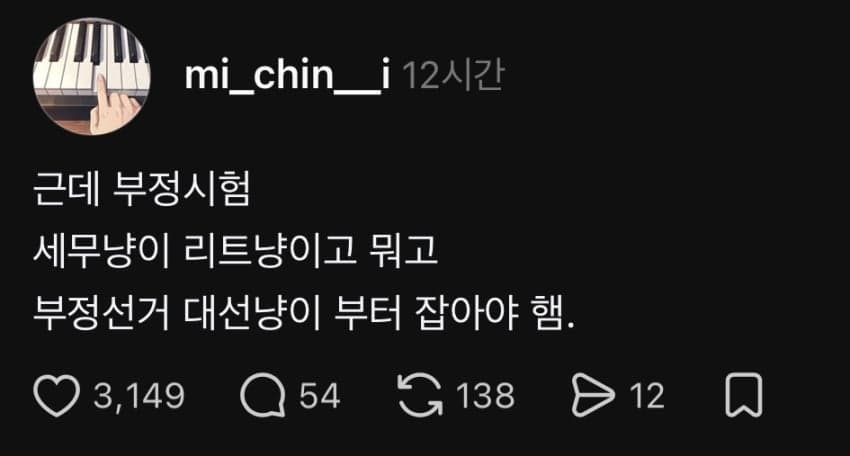 mi_chin__i 12시간
근데 부정시험
세무냥이 리트냥이고 뭐고
부정선거 대선냥이 부터 잡아야 햄.
3,149 54 138 12